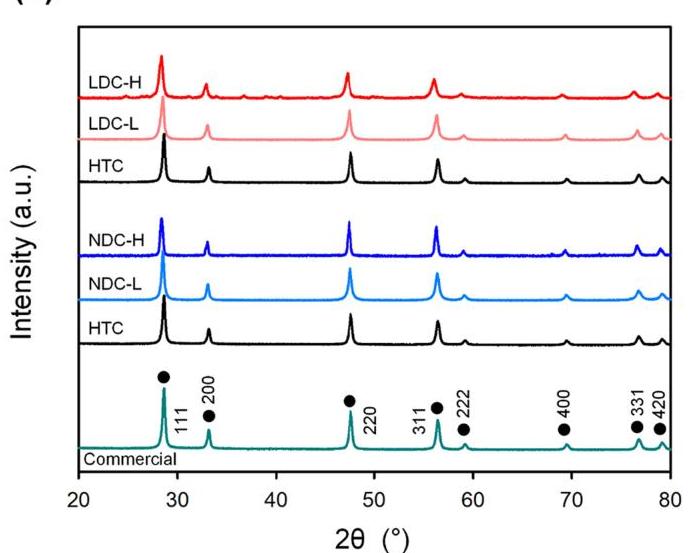 LDC-H
LDC-L
HTC
NDC-H
NDC-L
HTC
Intensity (a.u.)
111
200
220
311
222
400
331
420
Commercial
20 30 40 50 60 70 80
2θ (°)